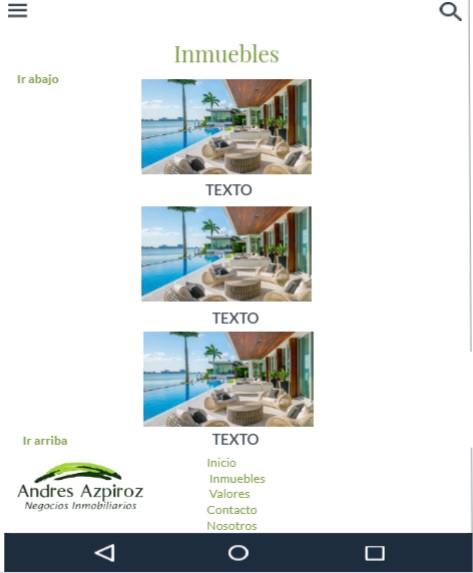 Inmuebles
Ir abajo
TEXTO
TEXTO
Ir arriba
TEXTO
Inicio
Inmuebles
Valores
Contacto
Nosotros
Andres Azpiroz
Negocios Inmobiliarios